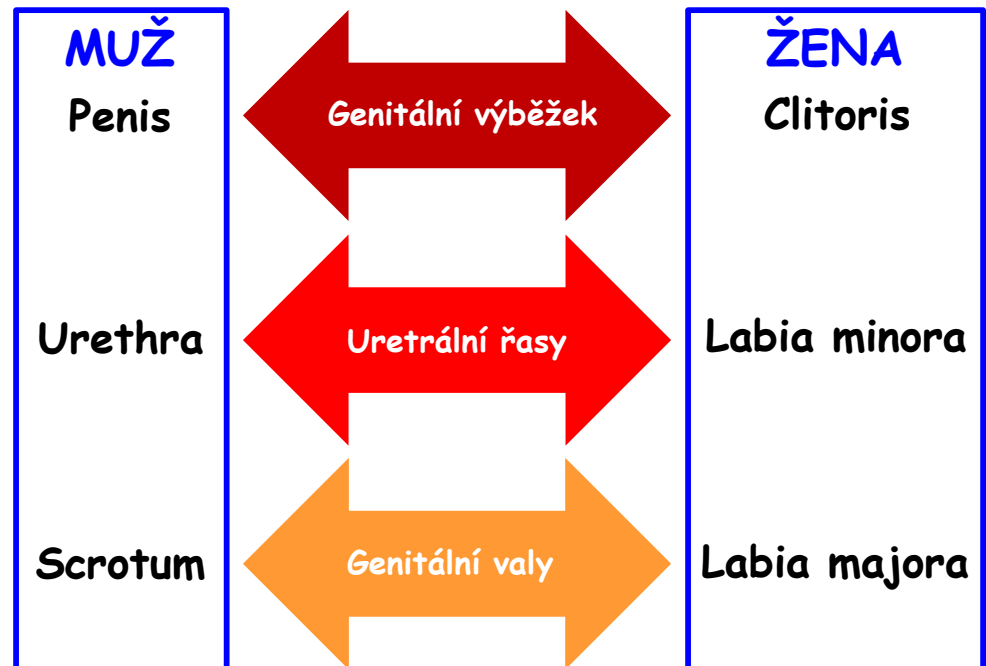 MUŽ
ŽENA
Penis
Genitální výběžek
Clitoris
Urethra
Uretrální řasy
Labia minora
Scrotum
Genitální valy
Labia majora